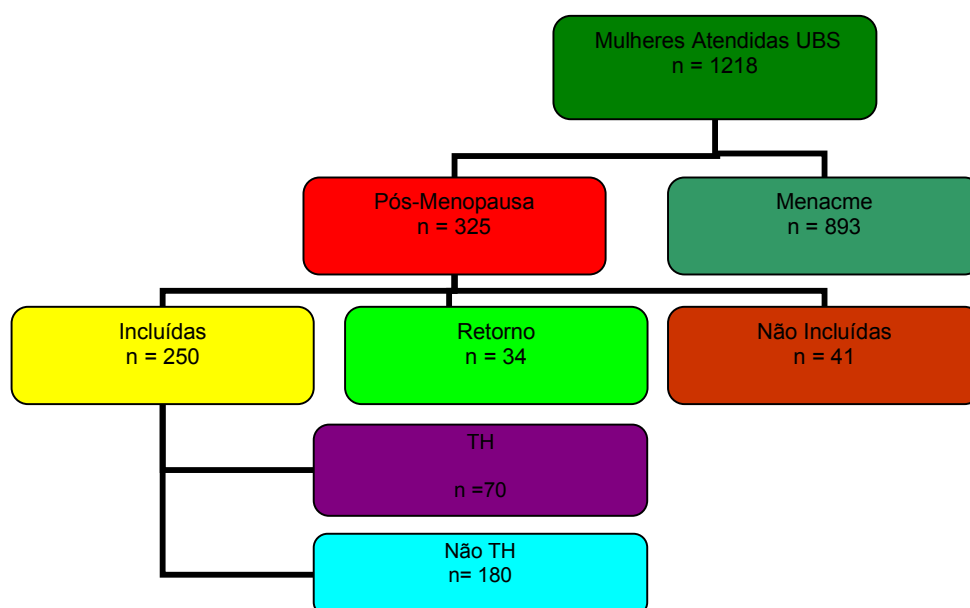 Mulheres Atendidas UBS
n = 1218
Pós-Menopausa
n = 325
Menacme
n = 893
Incluídas
n = 250
Retorno
n = 34
Não Incluídas
n = 41
TH
n =70
Não TH
n= 180